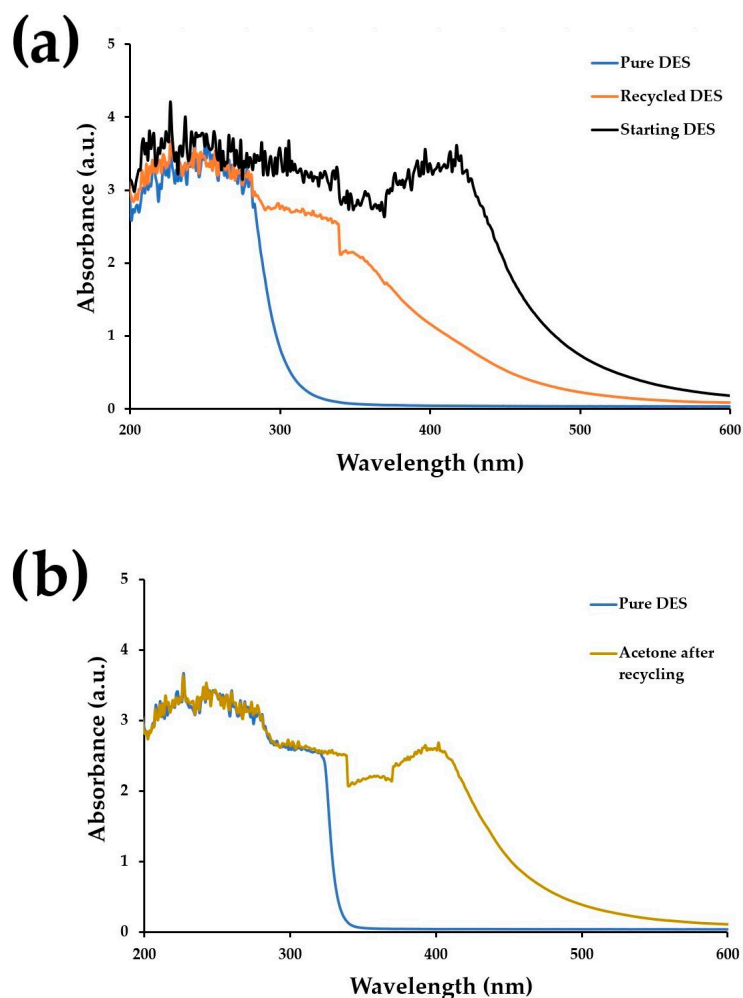 (a)
5
4
3
2
1
0
Absorbance (a.u.)
200
300
400
500
600
Wavelength (nm)
Pure DES
Recycled DES
Starting DES
(b)
5
4
3
2
1
0
Absorbance (a.u.)
200
300
400
500
600
Wavelength (nm)
Pure DES
Acetone after
recycling